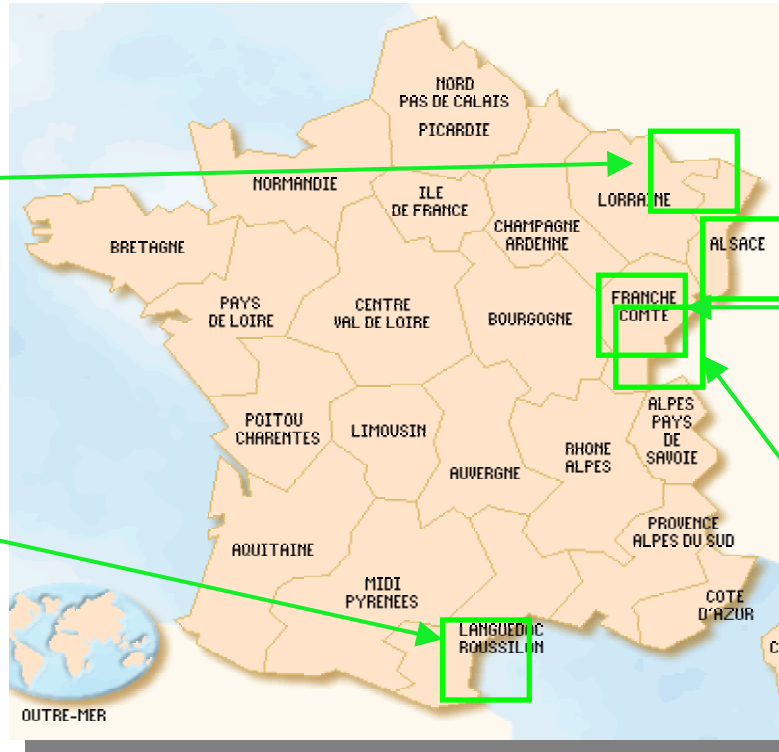 NORD
PAS DE CALAIS
PICARDIE
NORMANDIE
ILE
DE FRANCE
LORRAINE
CHAMPAGNE
ARDENNE
BRETAGNE
ALSACE
PAYS
DE LOIRE
CENTRE
VAL DE LOIRE
BOURGOGNE
FRANCHE
COMTE
POITOU
CHARENTES
LIMOUSIN
AUVERGNE
RHONE
ALPES
ALPES
PAYS
DE
SAVOIE
PROVENCE
ALPES DU SUD
AQUITAINE
MIDI
PYRENEES
COTE
D'AZUR
LANGUEDOC
ROUSSILON
C
OUTRE-MER